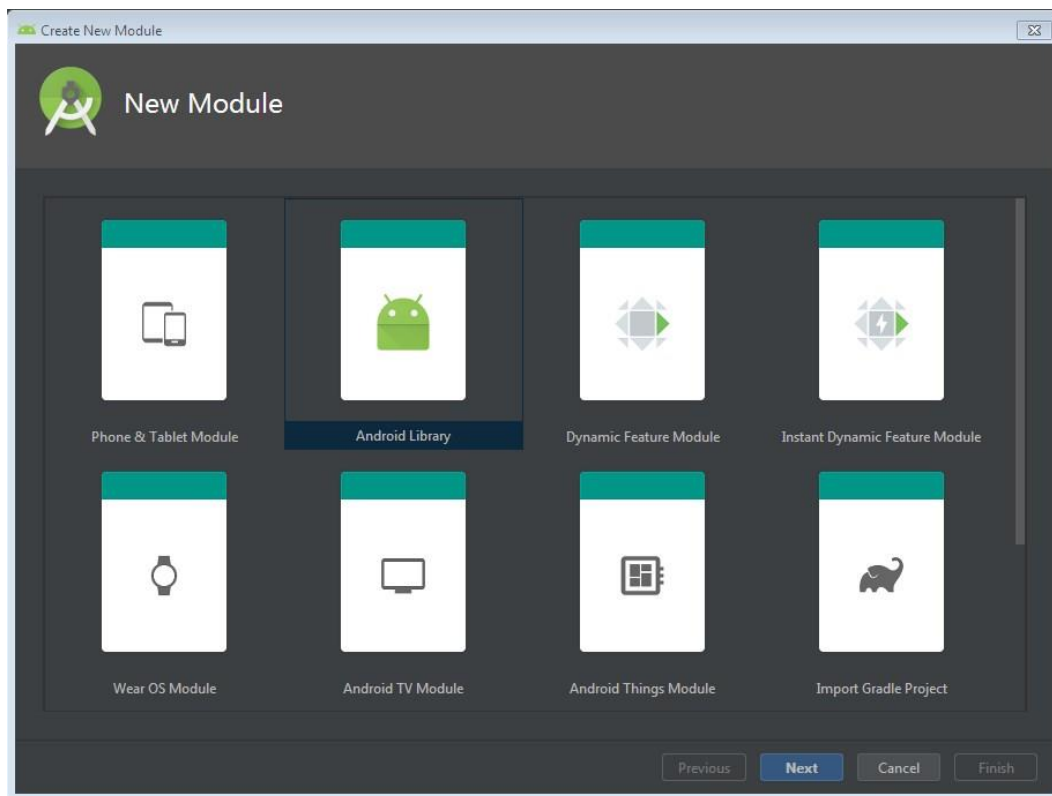 Create New Module
New Module
Phone & Tablet Module
Android Library
Dynamic Feature Module
Instant Dynamic Feature Module
Wear OS Module
Android TV Module
Android Things Module
Import Gradle Project
Previous
Next
Cancel
Finish